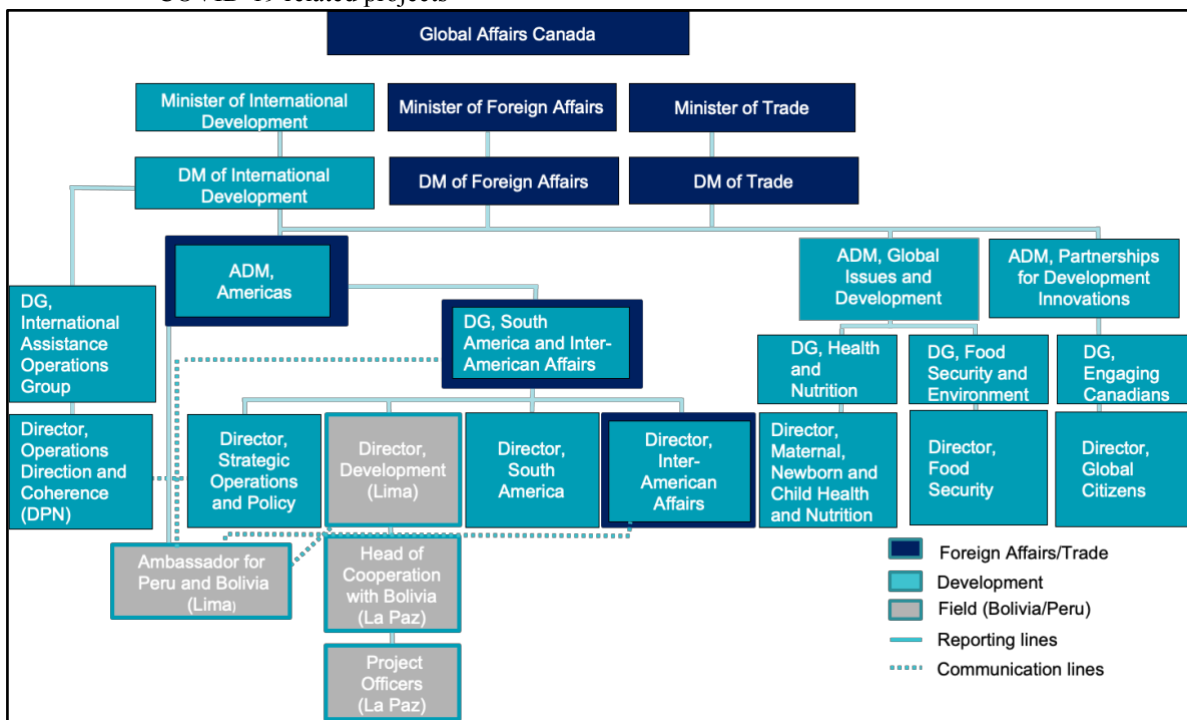 COVID-19 related projects
Global Affairs Canada
Minister of International
Development
Minister of Foreign Affairs
Minister of Trade
DM of International
Development
DM of Foreign Affairs
DM of Trade
ADM,
Americas
ADM, Global
Issues and
Development
ADM, Partnerships
for Development
Innovations
DG,
International
Assistance
Operations
Group
DG, South
America and Inter-
American Affairs
DG, Health
and
Nutrition
DG, Food
Security and
Environment
DG,
Engaging
Canadians
Director,
Operations
Direction and
Coherence
(DPN)
Director,
Strategic
Operations
and Policy
Director,
Development
(Lima)
Director,
South
America
Director,
Inter-
American
Affairs
Director,
Maternal,
Newborn and
Child Health
and Nutrition
Director,
Food
Security
Director,
Global
Citizens
Ambassador for
Peru and Bolivia
(Lima)
Head of
Cooperation
with Bolivia
(La Paz)
Project
Officers
(La Paz)
Foreign Affairs/Trade
Development
Field (Bolivia/Peru)
Reporting lines
Communication lines